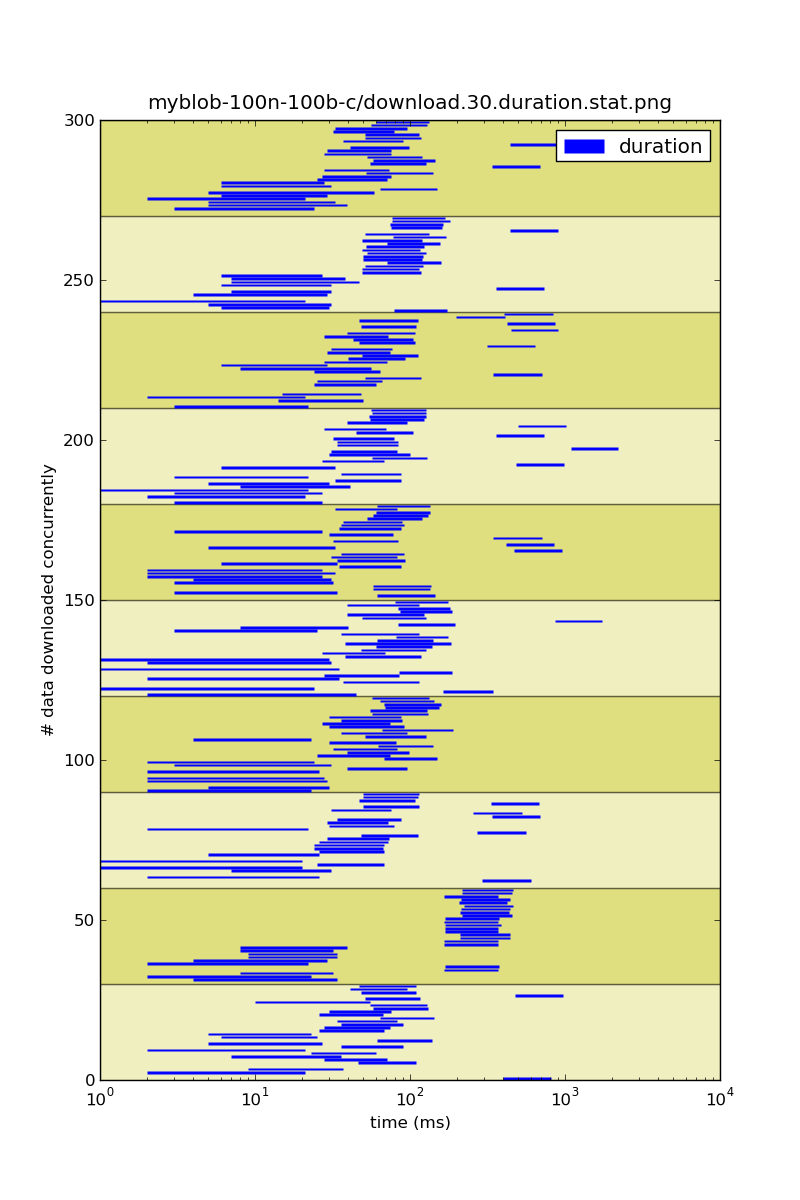 myblob-100n-100b-c/download.30.duration.stat.png
duration
300
250
200
150
100
50
0
# data downloaded concurrently
10^0 10^1 10^2 10^3 10^4
time (ms)